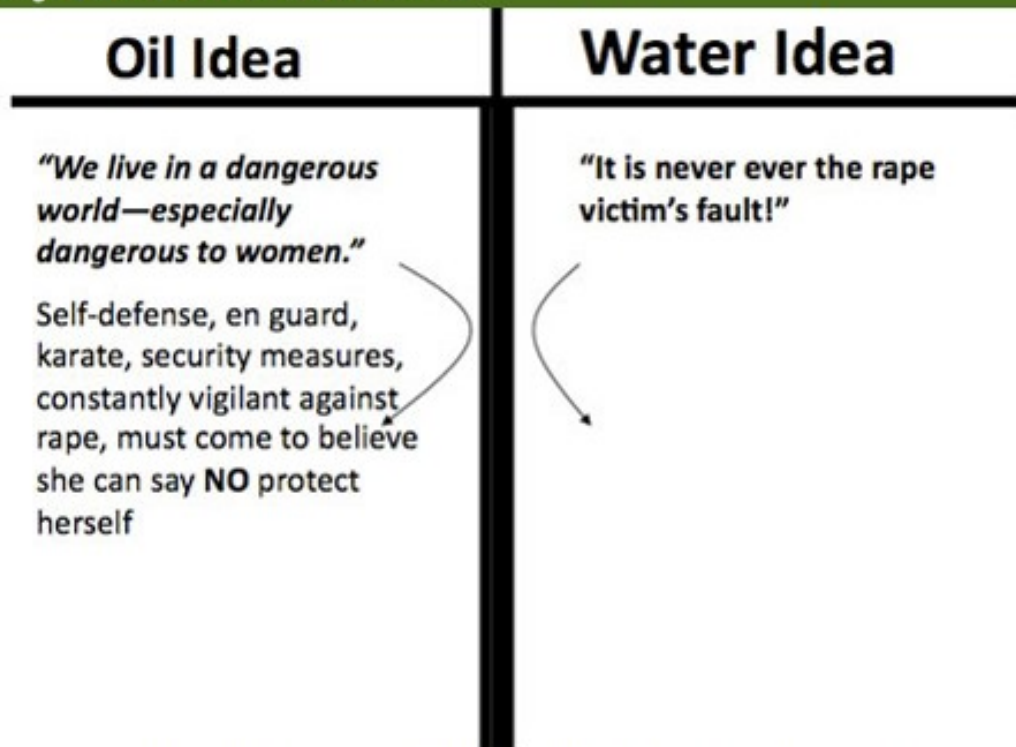 Oil Idea
Water Idea
“We live in a dangerous
world—especially
dangerous to women.”
Self-defense, en guard,
karate, security measures,
constantly vigilant against
rape, must come to believe
she can say NO protect
herself
“It is never ever the rape
victim’s fault!”